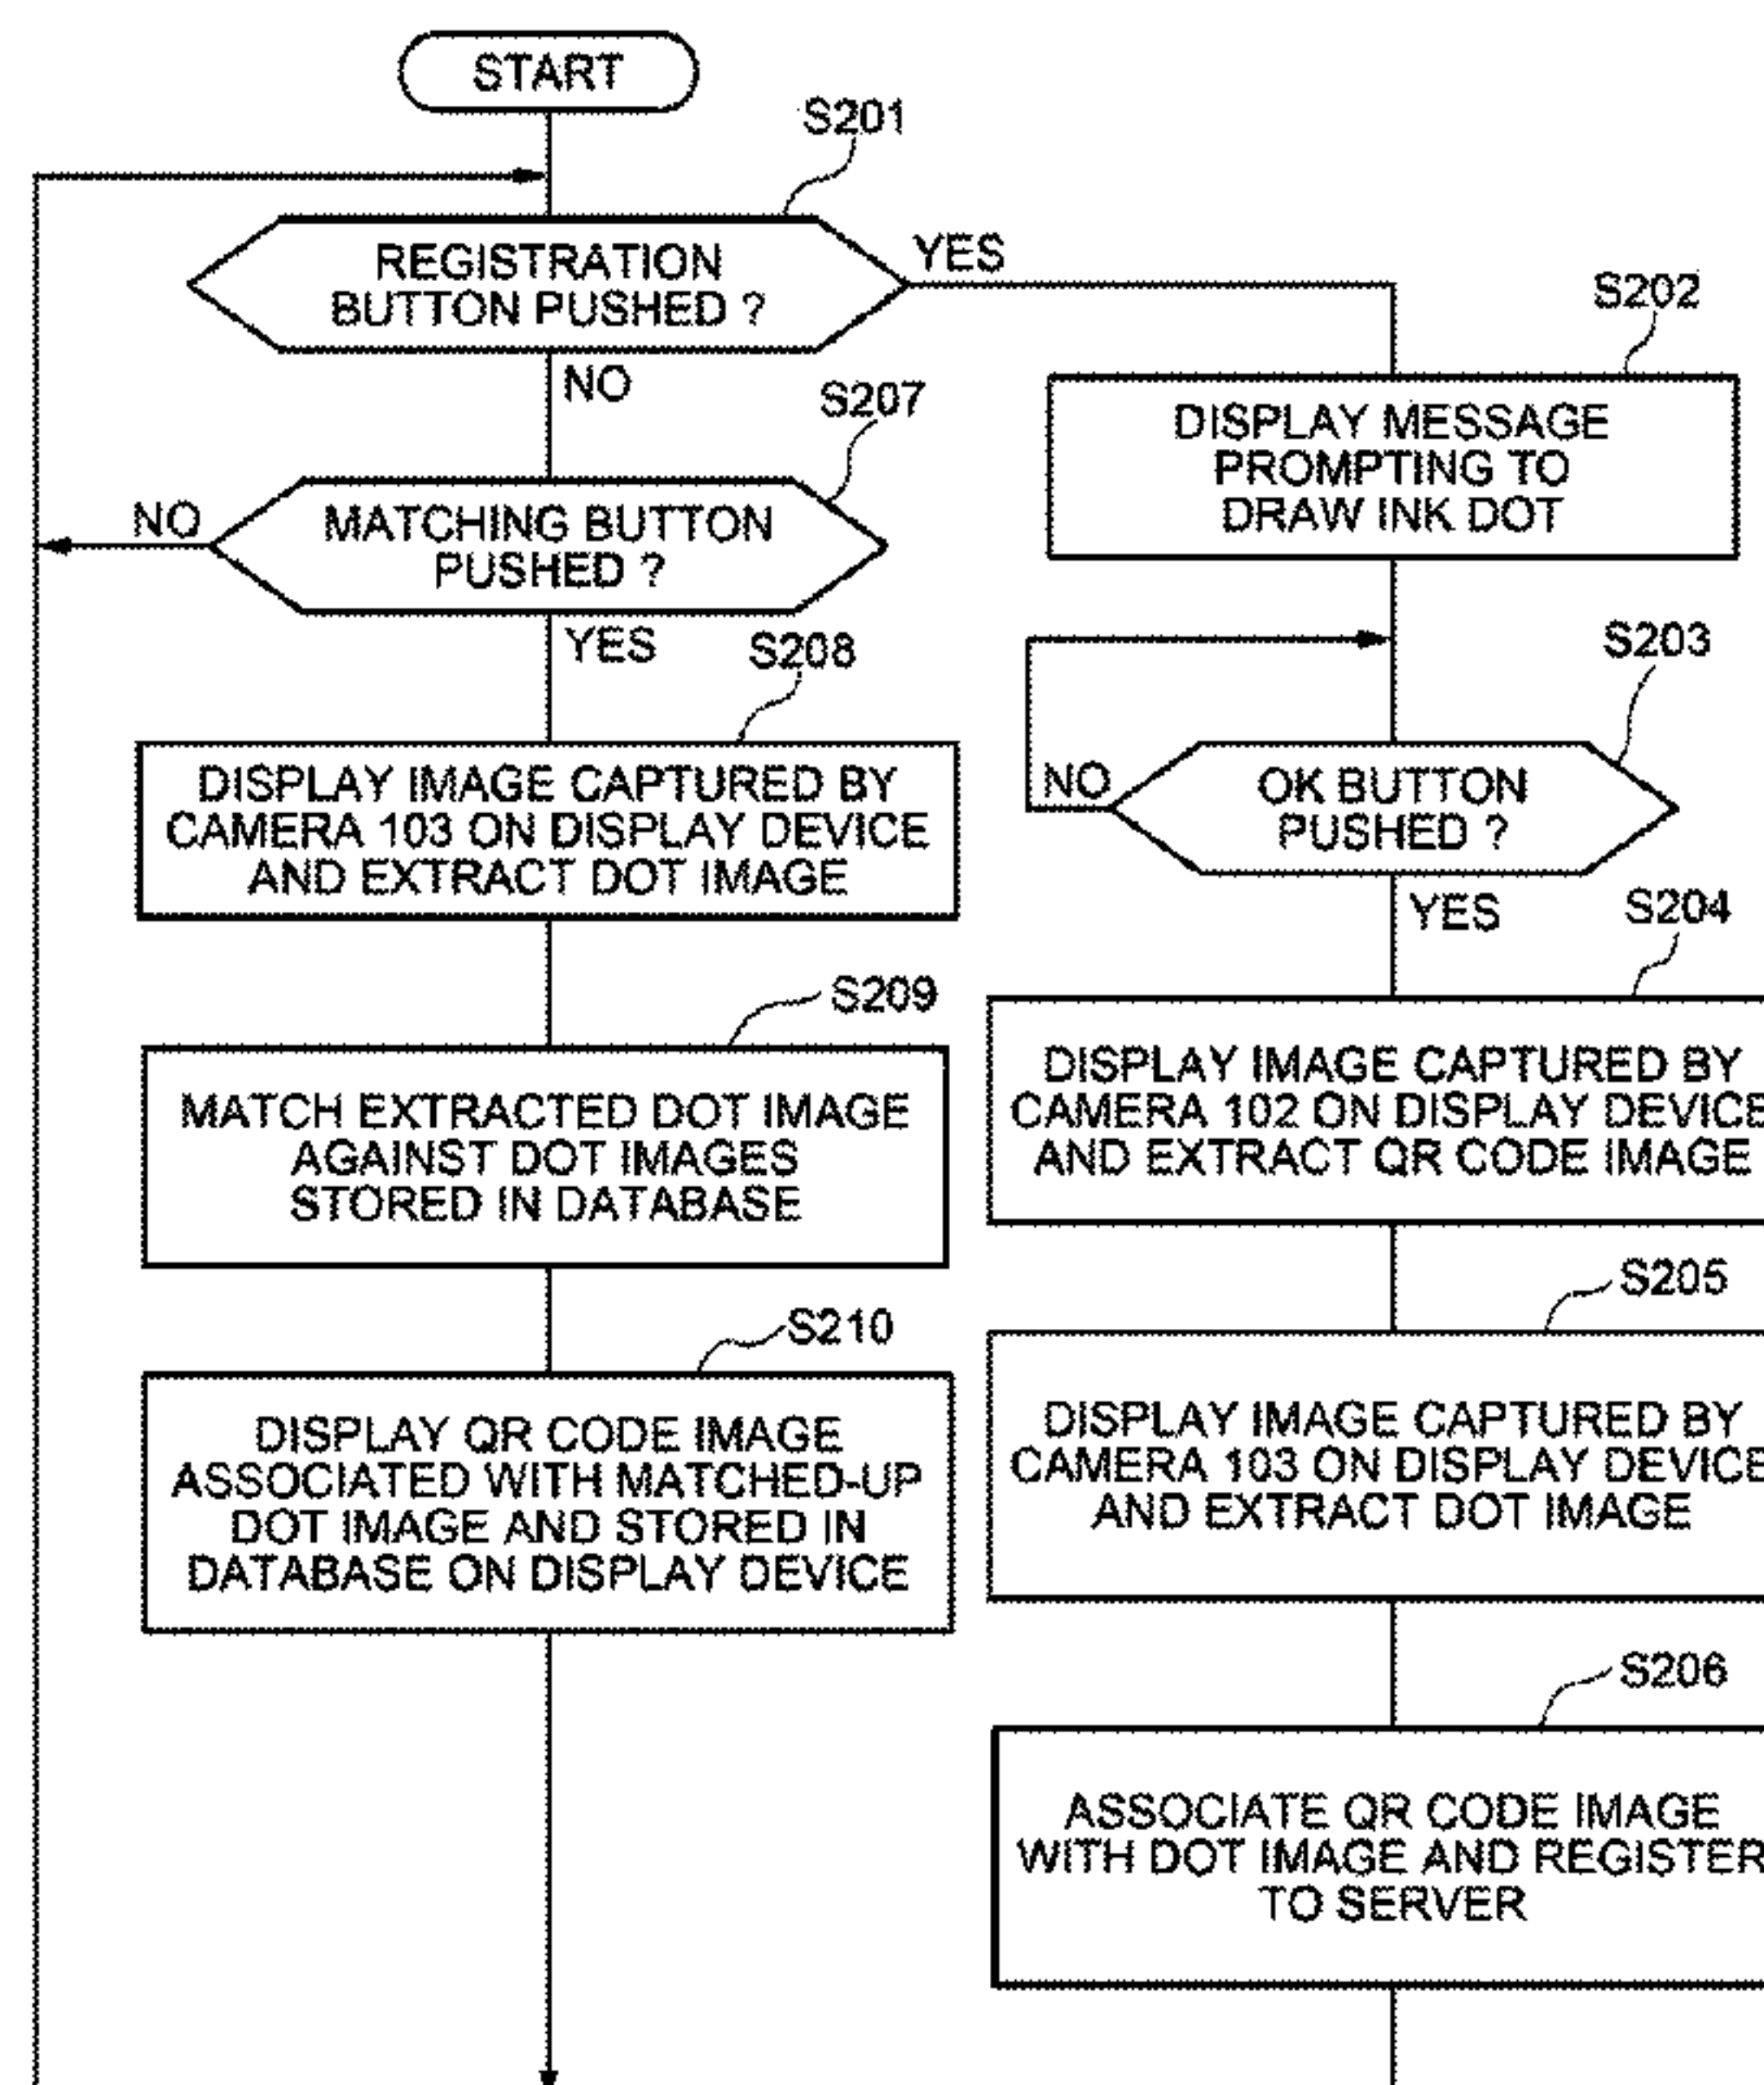 START
S201
REGISTRATION
BUTTON PUSHED ?
YES
NO
S202
DISPLAY MESSAGE
PROMPTING TO
DRAW INK DOT
S207
MATCHING BUTTON
PUSHED ?
NO
YES
S203
OK BUTTON
PUSHED ?
NO
YES
S208
DISPLAY IMAGE CAPTURED BY
CAMERA 103 ON DISPLAY DEVICE
AND EXTRACT DOT IMAGE
S204
DISPLAY IMAGE CAPTURED BY
CAMERA 102 ON DISPLAY DEVICE
AND EXTRACT QR CODE IMAGE
S209
MATCH EXTRACTED DOT IMAGE
AGAINST DOT IMAGES
STORED IN DATABASE
S205
DISPLAY IMAGE CAPTURED BY
CAMERA 103 ON DISPLAY DEVICE
AND EXTRACT DOT IMAGE
S210
DISPLAY QR CODE IMAGE
ASSOCIATED WITH MATCHED-UP
DOT IMAGE AND STORED IN
DATABASE ON DISPLAY DEVICE
S206
ASSOCIATE QR CODE IMAGE
WITH DOT IMAGE AND REGISTER
TO SERVER